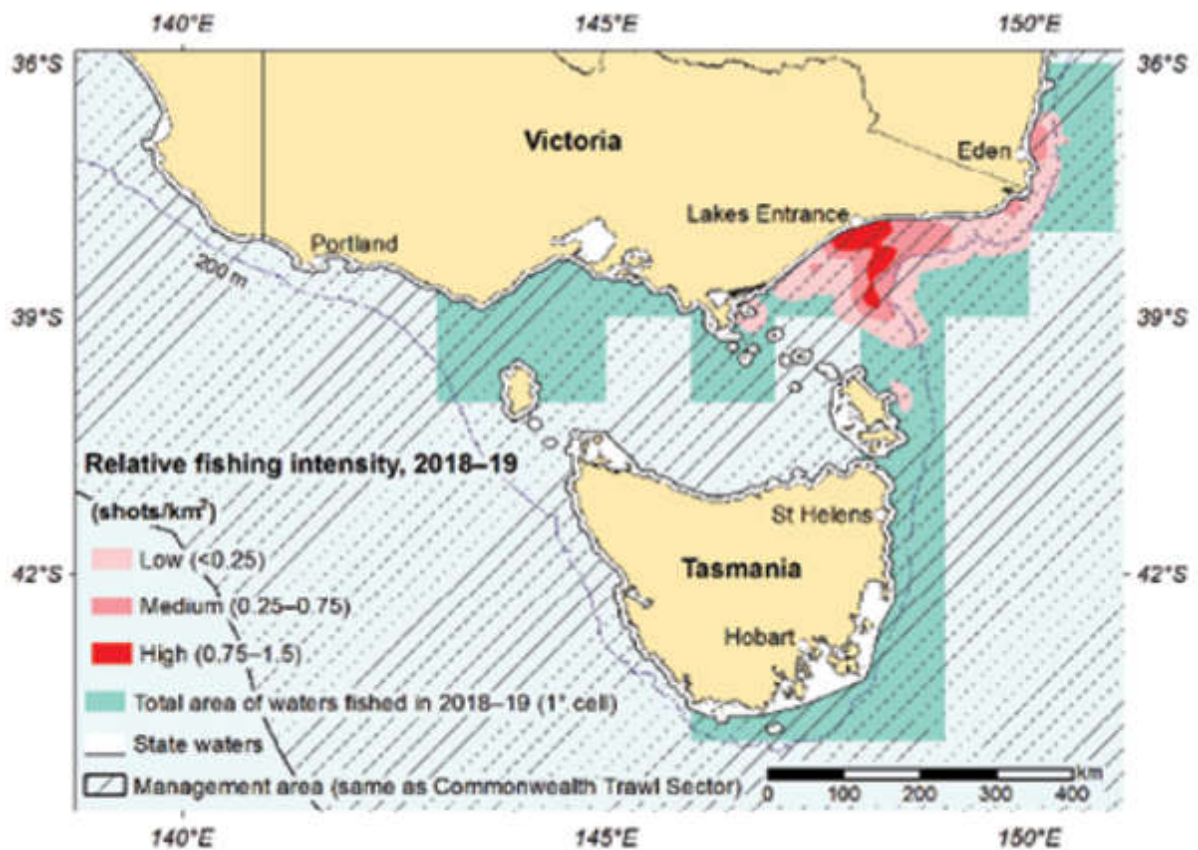 140°E 145°E 150°E
36°S 36°S
Victoria
Eden
Lakes Entrance
Portland
200 m
39°S 39°S
Relative fishing intensity, 2018–19
(shots/km²)
St Helens
Low (<0.25)
42°S 42°S
Tasmania
Medium (0.25–0.75)
Hobart
High (0.75–1.5)
Total area of waters fished in 2018–19 (1° cell)
State waters
Management area (same as Commonwealth Trawl Sector)
km
0 100 200 300 400
140°E 145°E 150°E